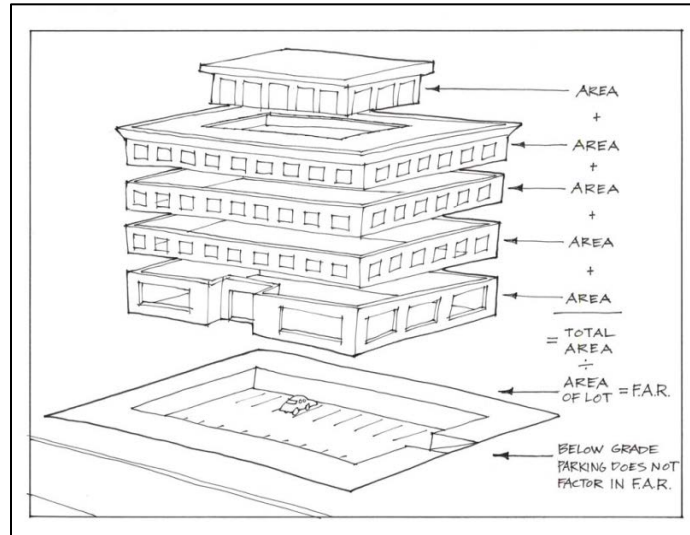 AREA
+
AREA
+
AREA
+
AREA
+
AREA
= TOTAL
AREA
÷
AREA
OF LOT = F.A.R.
BELOW GRADE
PARKING DOES NOT
FACTOR IN F.A.R.